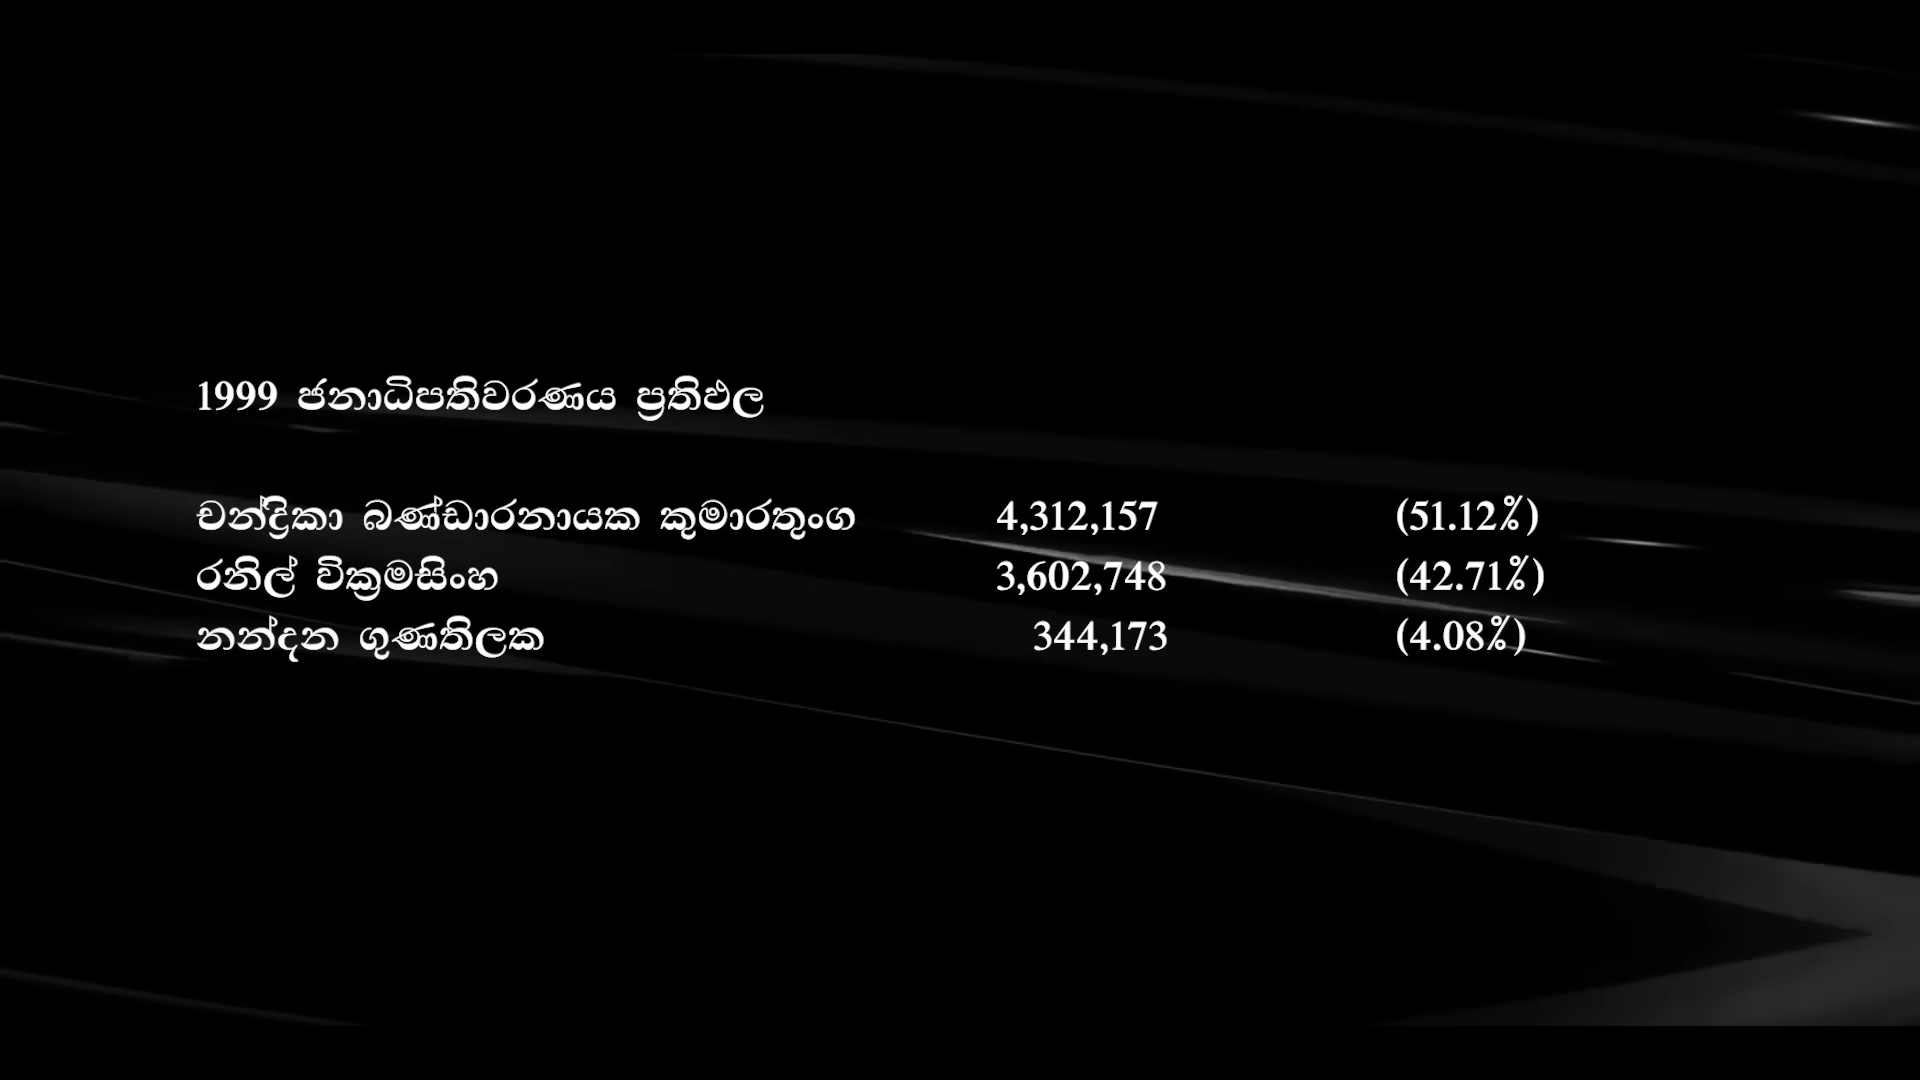 1999 ජනාධිපතිවරණය ප්‍රතිඵල
චන්ද්‍රිකා බණ්ඩාරනායක කුමාරතුංග 4,312,157 (51.12%)
රනිල් වික්‍රමසිංහ 3,602,748 (42.71%)
නන්දන ගුණතිලක 344,173 (4.08%)